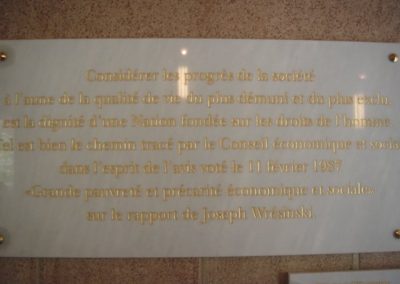 Considérer les progrès de la société
à l'aune de la qualité de vie du plus démuni et du plus exclu,
est la dignité d'une Nation fondée sur les droits de l'homme.
Tel est bien le chemin tracé par le Conseil économique et social
dans l'esprit de l'avis voté le 11 février 1987
«Grande pauvreté et précarité économique et sociale»
sur le rapport de Joseph Wrésinski.